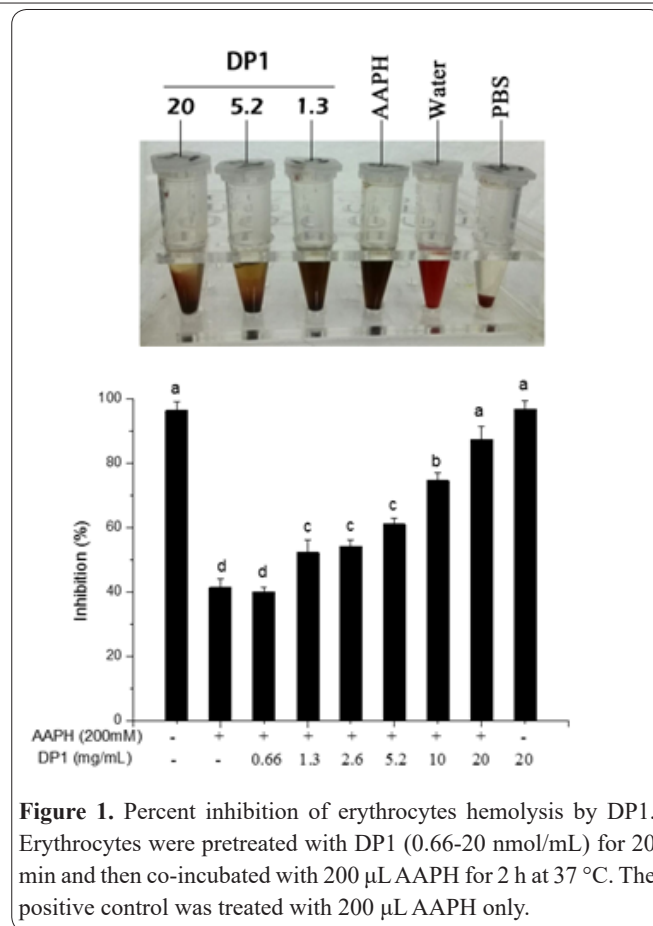 DP1
20 5.2 1.3 AAPH Water PBS
100
80
60
40
20
0
Inhibition (%)
a d d c c c b a a
AAPH (200mM) - + + + + + + + -
DP1 (mg/mL) - - 0.66 1.3 2.6 5.2 10 20 20
Figure 1. Percent inhibition of erythrocytes hemolysis by DP1.
Erythrocytes were pretreated with DP1 (0.66-20 nmol/mL) for 20
min and then co-incubated with 200 μL AAPH for 2 h at 37 °C. The
positive control was treated with 200 μL AAPH only.